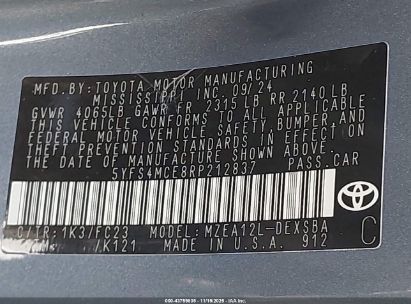 MFD.BY:TOYOTA MOTOR MANUFACTURING
MISSISSIPPI INC. 09/24
GVWR 4065LB GAWR FR 2315 LB RR 2140 LB
THIS VEHICLE CONFORMS TO ALL APPLICABLE
FEDERAL MOTOR VEHICLE SAFETY,BUMPER,AND
THEFT PREVENTION STANDARDS IN EFFECT ON
THE DATE OF MANUFACTURE SHOWN ABOVE.
5YFS4MCE8RP212837 PASS.CAR
C/TR:1K3/FC23 MZEA12L-DEXSBA
/K121 MADE IN U.S.A. 912
C
TOYOTA